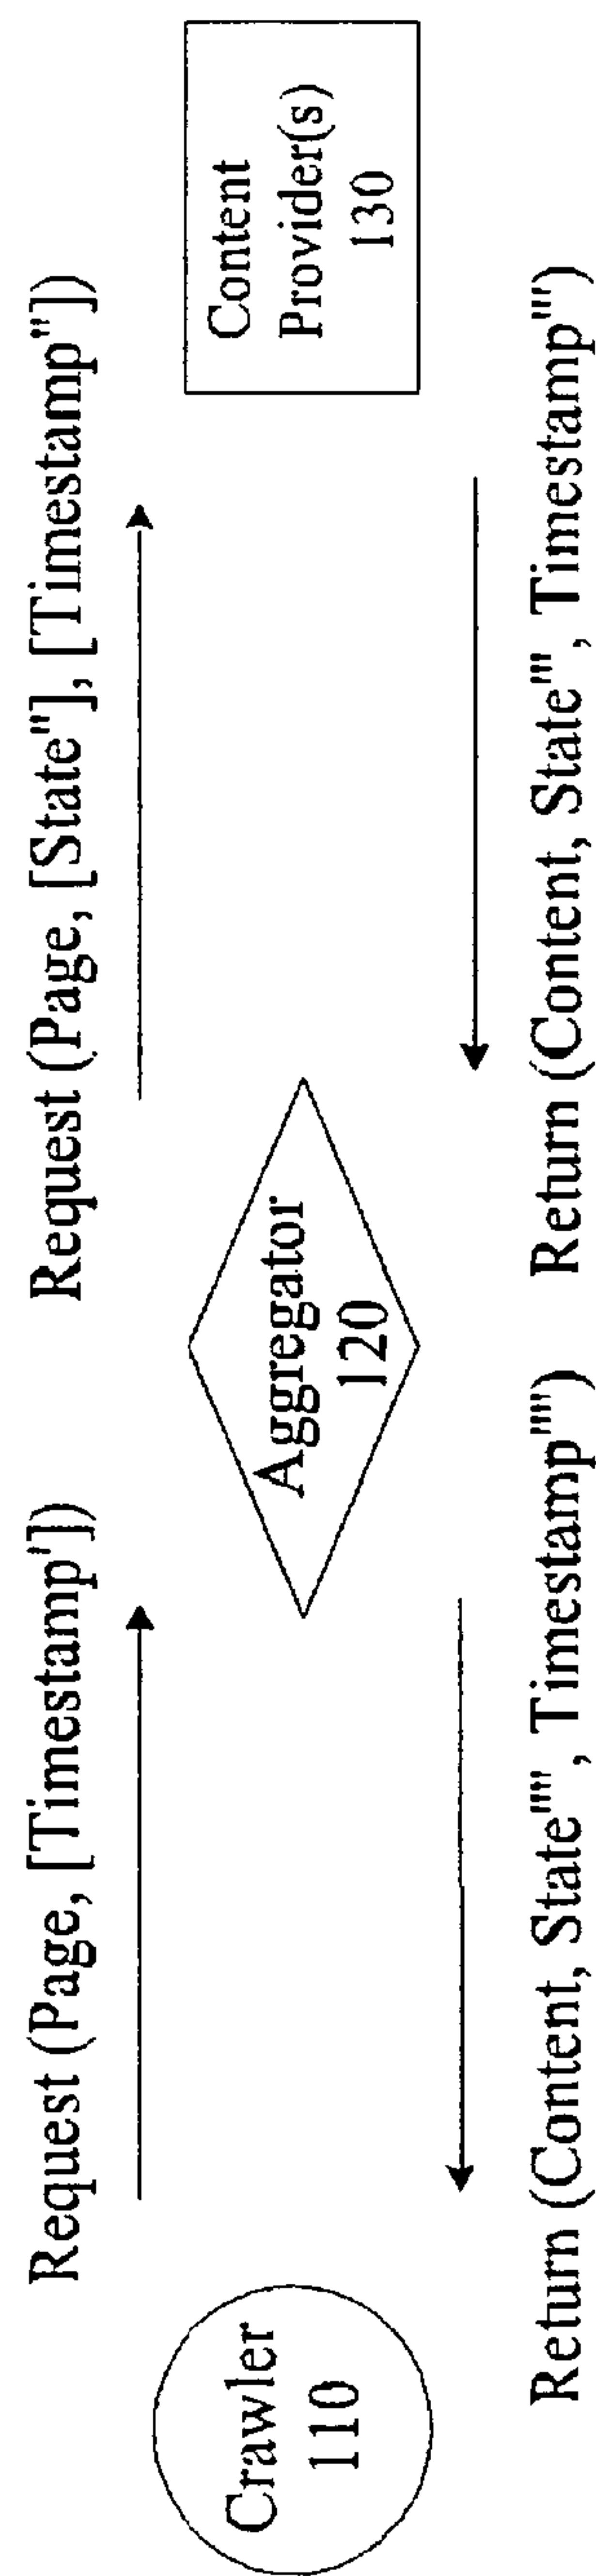 Request (Page, [Timestamp'])
Request (Page, [State''], [Timestamp''])
Crawler
110
Aggregator
120
Content
Provider(s)
130
Return (Content, State'''', Timestamp'''')
Return (Content, State''', Timestamp''')